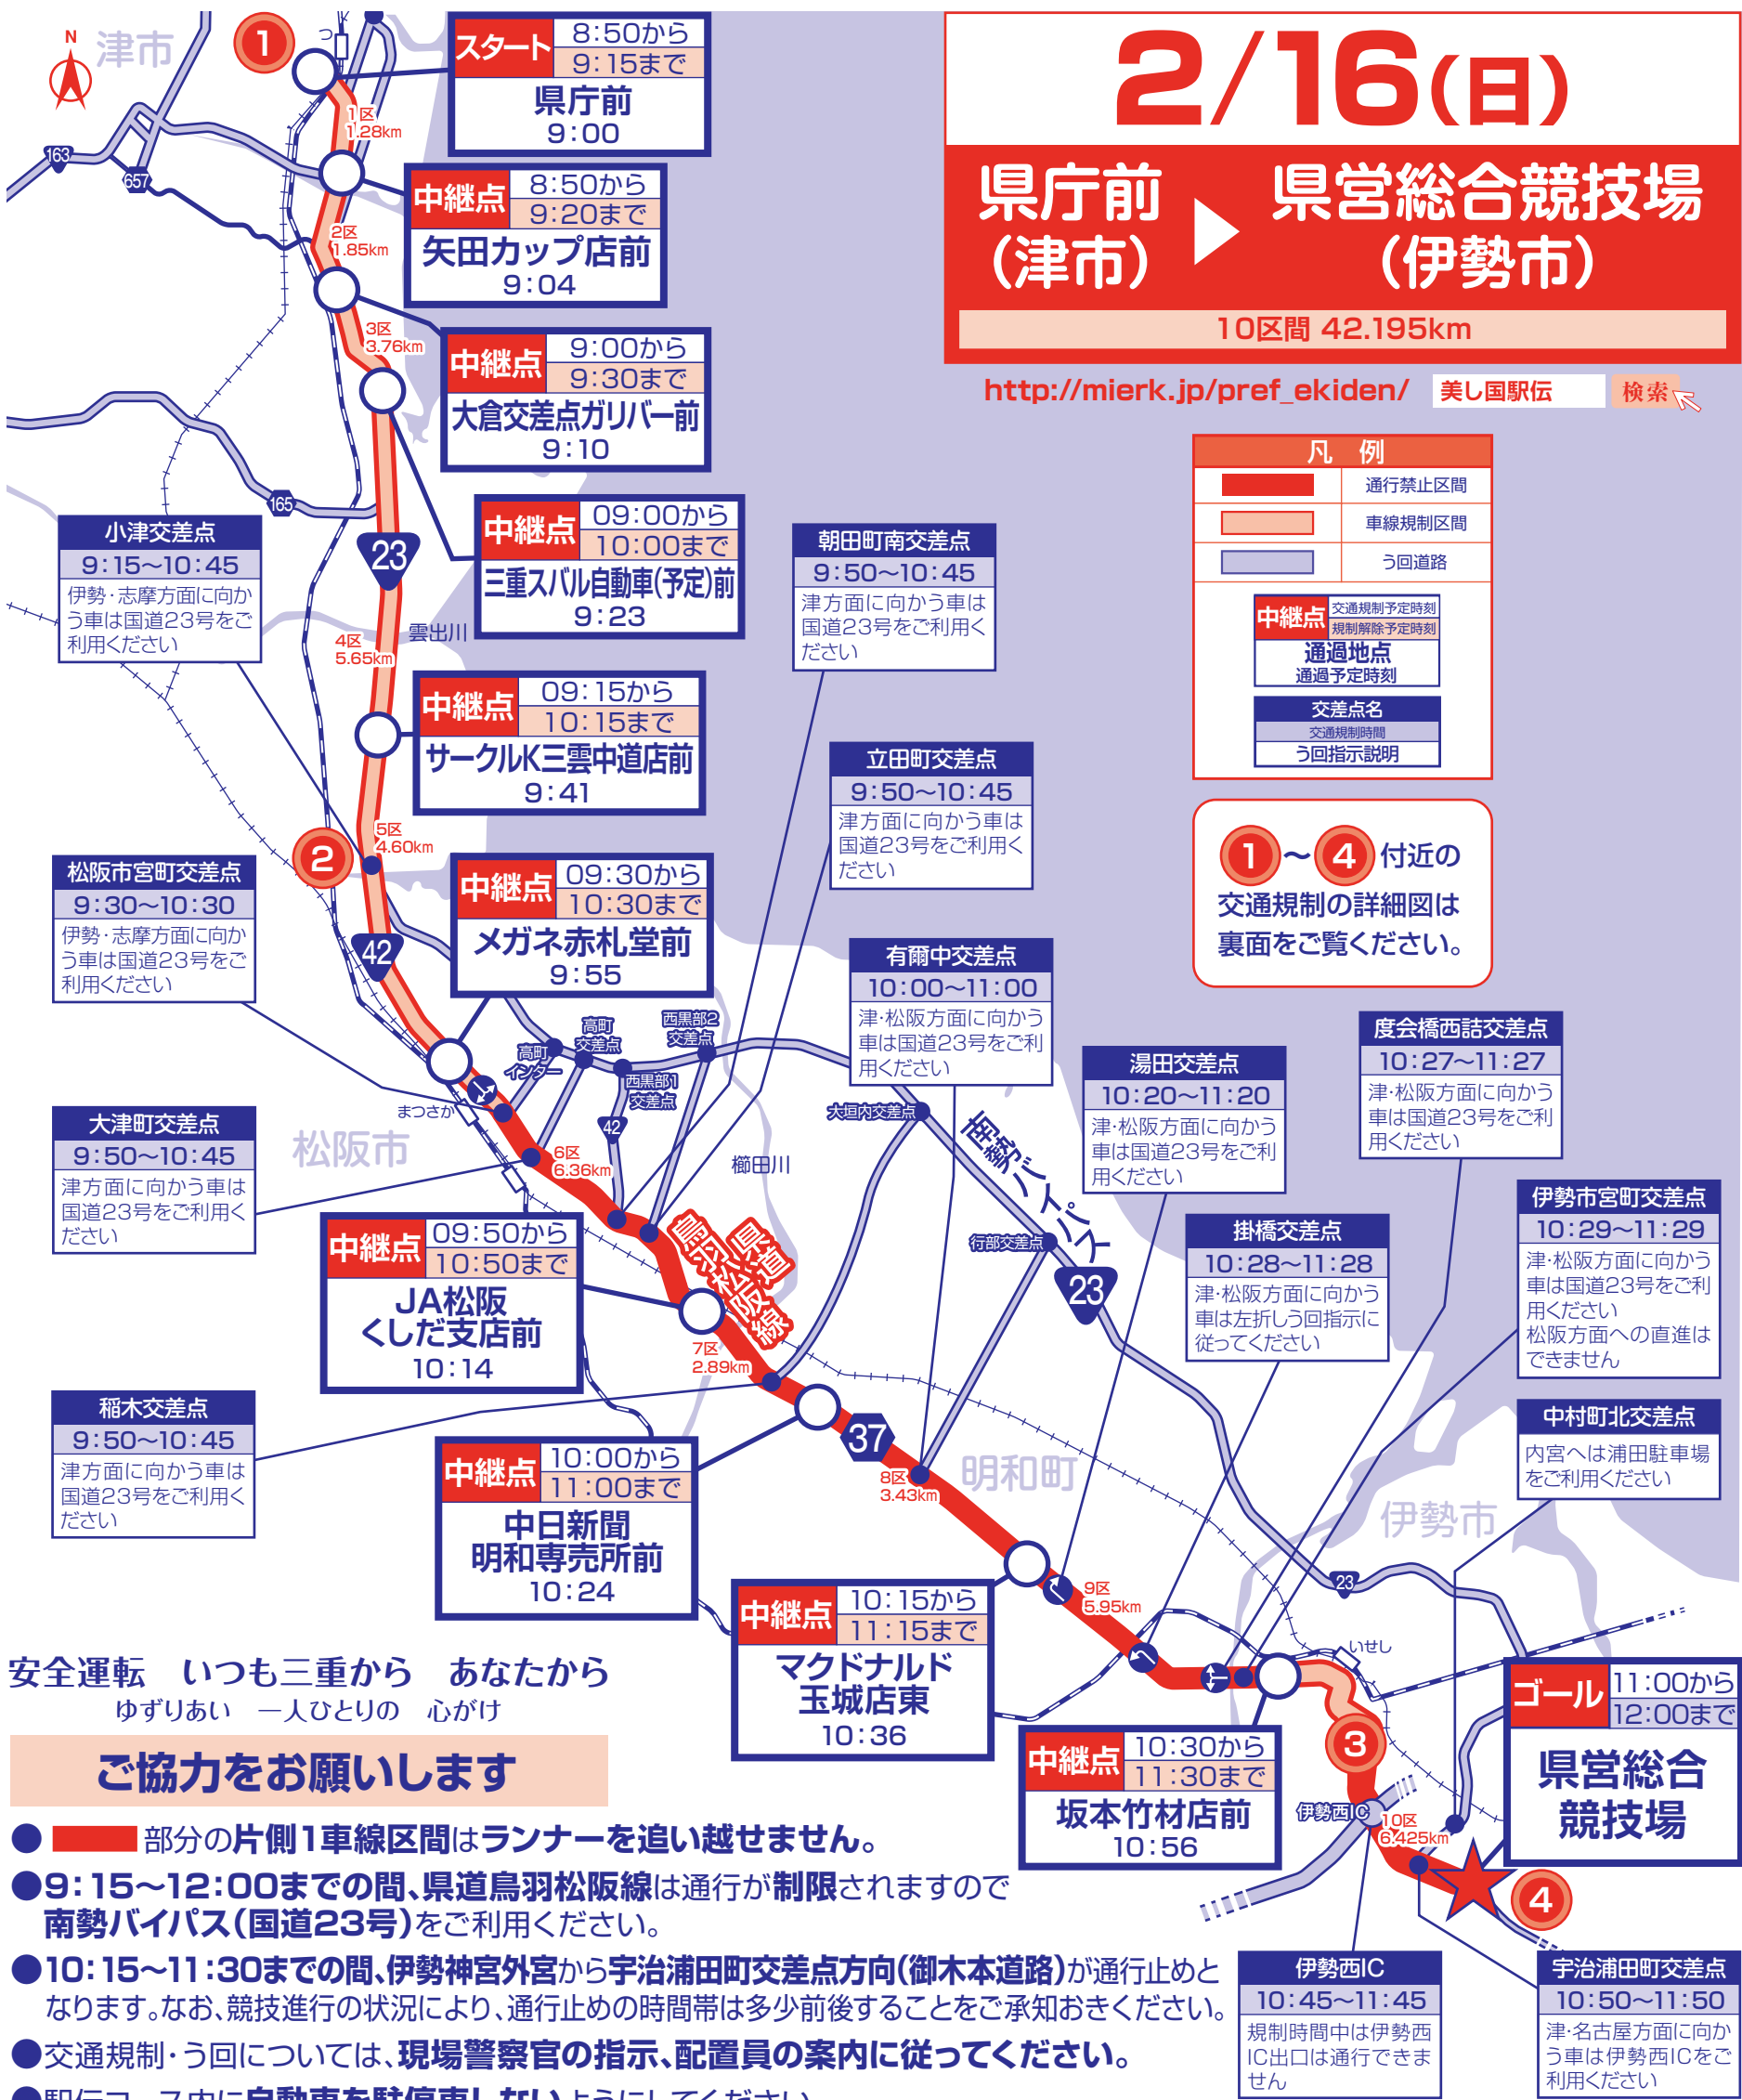 2/16(日)
県庁前
(津市)
県営総合競技場
(伊勢市)
10区間 42.195km
http://mierk.jp/pref_ekiden/
美し国駅伝
検索
N
津市
1
つ
スタート
8:50から
9:15まで
県庁前
9:00
1区
1.28km
163
657
中継点
8:50から
9:20まで
矢田カップ店前
9:04
2区
1.85km
中継点
9:00から
9:30まで
大倉交差点ガリバー前
9:10
3区
3.76km
中継点
09:00から
10:00まで
三重スバル自動車(予定)前
9:23
165
23
雲出川
4区
5.65km
小津交差点
9:15～10:45
伊勢・志摩方面に向か
う車は国道23号をご
利用ください
中継点
09:15から
10:15まで
サークルK三雲中道店前
9:41
朝田町南交差点
9:50～10:45
津方面に向かう車は
国道23号をご利用く
ださい
立田町交差点
9:50～10:45
津方面に向かう車は
国道23号をご利用く
ださい
凡 例
通行禁止区間
車線規制区間
う回道路
中継点
交通規制予定時刻
規制解除予定時刻
通過地点
通過予定時刻
交差点名
交通規制時間
う回指示説明
1～4付近の
交通規制の詳細図は
裏面をご覧ください。
2
5区
4.60km
42
松阪市宮町交差点
9:30～10:30
伊勢・志摩方面に向か
う車は国道23号をご
利用ください
中継点
09:30から
10:30まで
メガネ赤札堂前
9:55
有爾中交差点
10:00～11:00
津・松阪方面に向かう
車は国道23号をご利
用ください
高町
インター
高町
交差点
西黒部2
交差点
西黒部1
交差点
42
大垣内交差点
南勢バイパス
行部交差点
23
櫛田川
まつさか
松阪市
湯田交差点
10:20～11:20
津・松阪方面に向かう
車は国道23号をご利
用ください
度会橋西詰交差点
10:27～11:27
津・松阪方面に向かう
車は国道23号をご利
用ください
大津町交差点
9:50～10:45
津方面に向かう車は
国道23号をご利用く
ださい
6区
6.36km
中継点
09:50から
10:50まで
JA松阪
くしだ支店前
10:14
県道
鳥羽松阪線
掛橋交差点
10:28～11:28
津・松阪方面に向かう
車は左折しう回指示に
従ってください
伊勢市宮町交差点
10:29～11:29
津・松阪方面に向かう
車は国道23号をご利
用ください
松阪方面への直進は
できません
7区
2.89km
稲木交差点
9:50～10:45
津方面に向かう車は
国道23号をご利用く
ださい
中継点
10:00から
11:00まで
中日新聞
明和専売所前
10:24
37
8区
3.43km
明和町
中村町北交差点
内宮へは浦田駐車場
をご利用ください
伊勢市
23
中継点
10:15から
11:15まで
マクドナルド
玉城店東
10:36
9区
5.95km
いせし
中継点
10:30から
11:30まで
坂本竹材店前
10:56
3
伊勢西IC
10区
6.425km
ゴール
11:00から
12:00まで
県営総合
競技場
4
伊勢西IC
10:45～11:45
規制時間中は伊勢西
IC出口は通行できま
せん
宇治浦田町交差点
10:50～11:50
津・名古屋方面に向か
う車は伊勢西ICをご
利用ください
安全運転 いつも三重から あなたから
ゆずりあい 一人ひとりの 心がけ
ご協力をお願いします
● 部分の片側1車線区間はランナーを追い越せません。
●9:15～12:00までの間、県道鳥羽松阪線は通行が制限されますので
南勢バイパス(国道23号)をご利用ください。
●10:15～11:30までの間、伊勢神宮外宮から宇治浦田町交差点方向(御木本道路)が通行止めと
なります。なお、競技進行の状況により、通行止めの時間帯は多少前後することをご承知おきください。
●交通規制・う回については、現場警察官の指示、配置員の案内に従ってください。
●駅伝コース内に自動車を駐停車しないようにしてください。